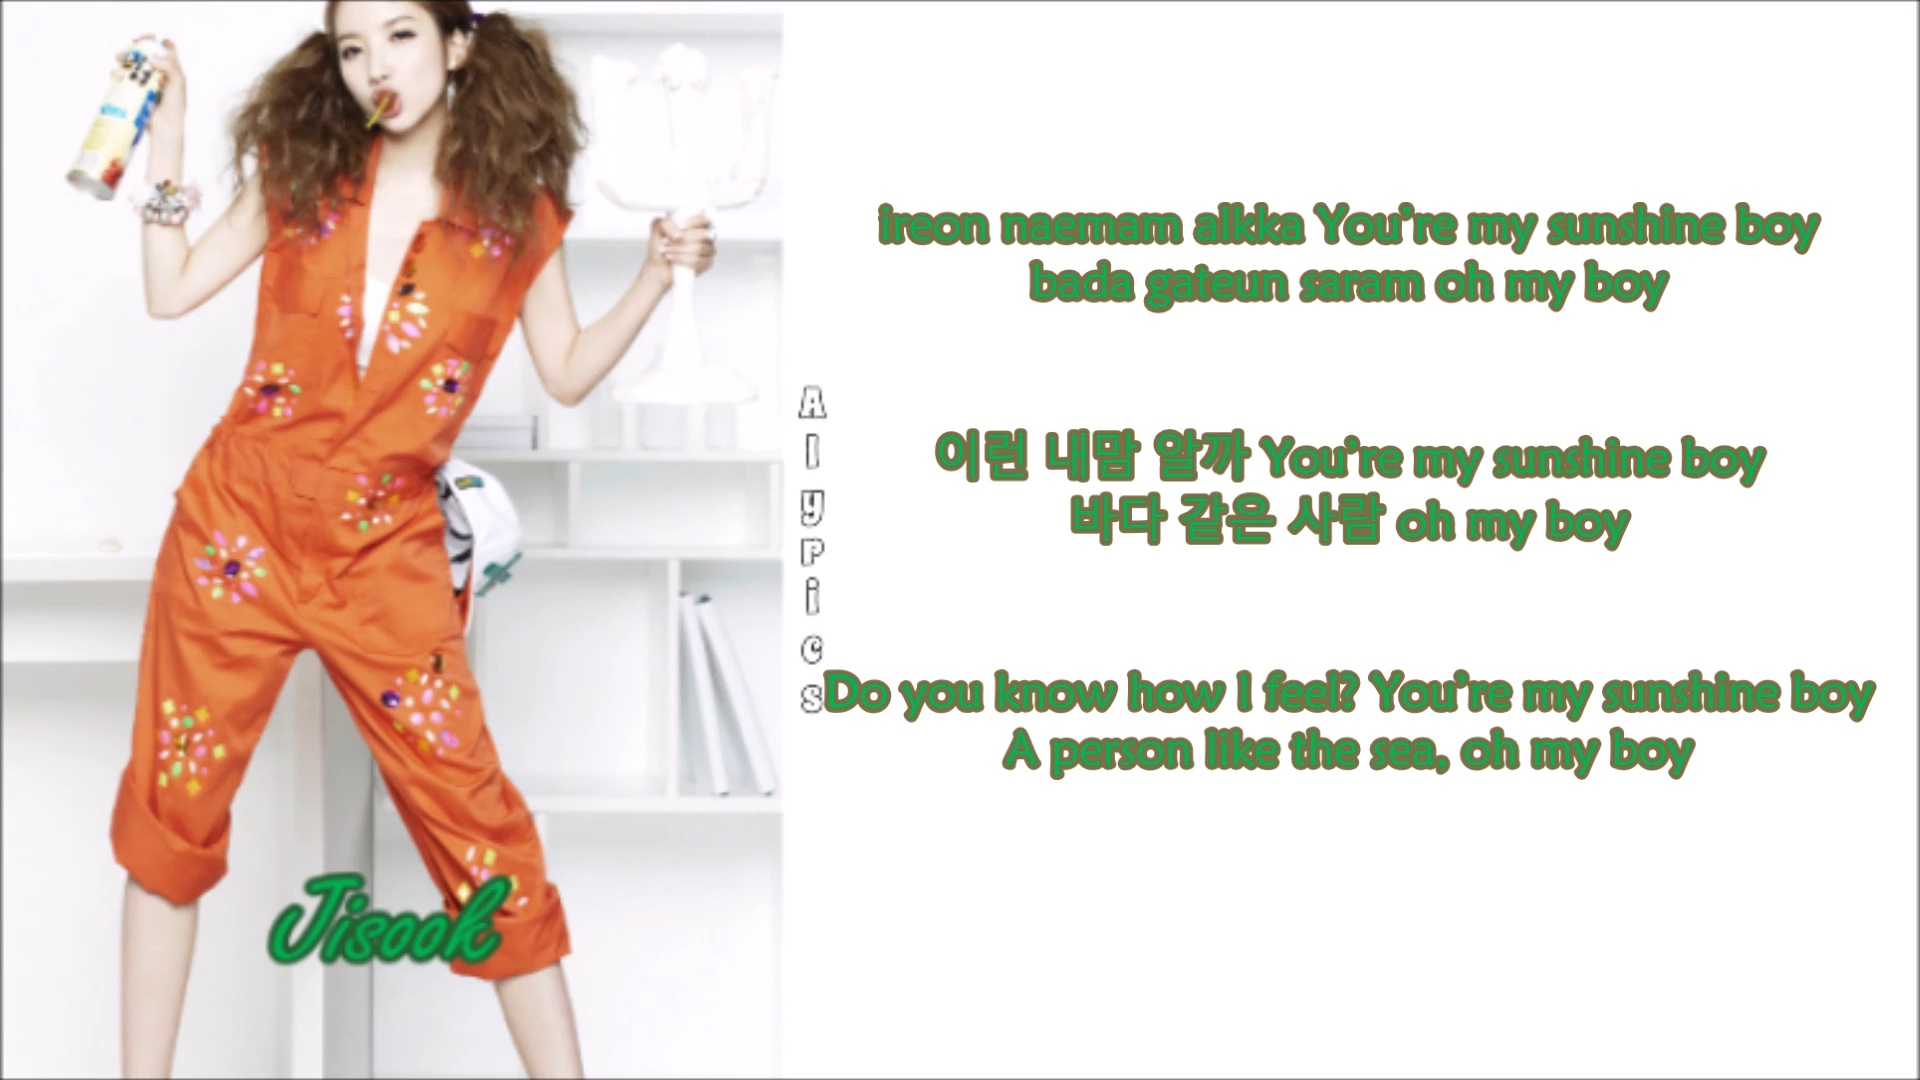 ireon naemam alkka You're my sunshine boy
bada gateun saram oh my boy
이런 내맘 알까 You're my sunshine boy
바다 같은 사람 oh my boy
Do you know how I feel? You're my sunshine boy
A person like the sea, oh my boy
AlyPics
Jisook